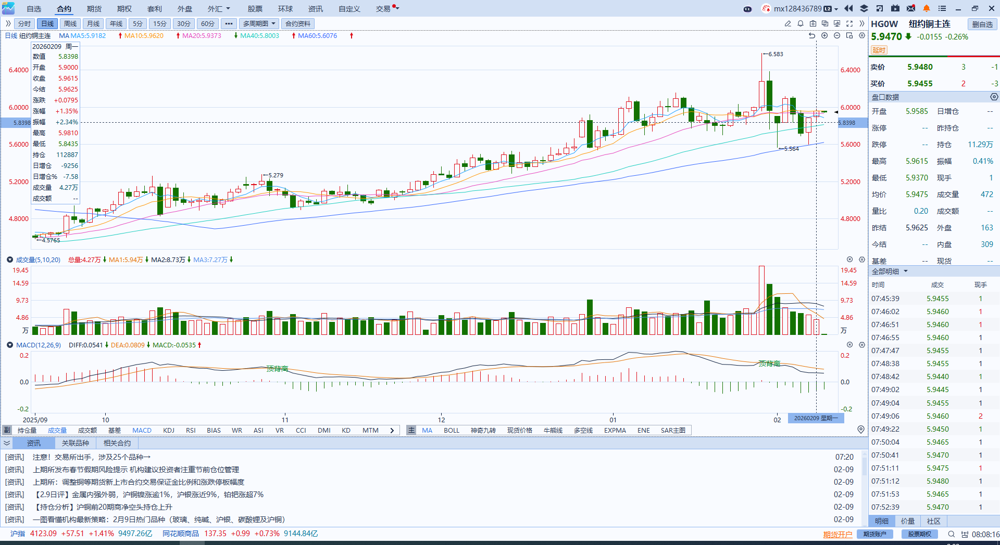 自选 合约 期货 期权 套利 外盘 外汇 股票 环球 资讯 自定义 交易 mx128436789 L2
分时 日线 周线 月线 年线 5分 15分 30分 60分 ••• 多周期图 合约资料
日线 纽约铜主连 MA MA5:5.9182 MA10:5.9620 MA20:5.9373 MA40:5.8003 MA60:5.6076
20260209 周一
数值 5.8398
开盘 5.9000
收盘 5.9615
今结 5.9625
涨跌 +0.0795
涨幅 +1.35%
振幅 +2.34%
最高 5.9810
最低 5.8435
持仓 112887
日增仓 -9256
日增仓% -7.58
成交量 4.27万
成交额 --
6.4000 6.4000
6.0000 6.0000
5.8398 5.8398
5.6000 5.6000
5.2000 5.2000
4.8000 4.8000
←6.583
←5.564
←5.279
←4.5765
成交量(5,10,20) 总量:4.27万 MA1:5.94万 MA2:8.73万 MA3:7.27万
19.45 19.45
14.59 14.59
9.73 9.73
4.86 4.86
万 万
MACD(12,26,9) DIFF:0.0541 DEA:0.0809 MACD:-0.0535
0.2 0.2
顶背离 顶背离
0.0 0.0
-0.2 -0.2
2025/09 10 11 12 01 02 20260209 星期一
副 持仓量 成交量 成交额 基差 MACD KDJ RSI BIAS WR ASI VR CCI DMI KD MTM 主 MA BOLL 神奇九转 现货价格 牛熊线 多空线 EXPMA ENE SAR主图
资讯 关联品种 相关合约
[资讯] 注意！交易所出手，涉及25个品种→ 07:20
[资讯] 上期所发布春节假期风险提示 机构建议投资者注重节前仓位管理 02-09
[资讯] 上期所：调整铜等期货新上市合约交易保证金比例和涨跌停板幅度 02-09
[资讯] 【2.9日评】金属内强外弱，沪铜镍涨逾1%，沪银涨近9%，铂钯涨超7% 02-09
[资讯] 【持仓分析】沪铜前20期商净空头持仓上升 02-09
[资讯] 一图看懂机构最新策略：2月9日热门品种（玻璃、纯碱、沪银、碳酸锂及沪铜） 02-09
沪指 4123.09 +57.51 +1.41% 9497.26亿 同花顺商品 137.35 +0.99 +0.73% 9144.84亿
HG0W 纽约铜主连 删自选
5.9470 -0.0155 -0.26%
延时
卖价 5.9480 3 -1
买价 5.9455 2 -3
盘口数据
开盘 5.9585 日增仓 --
涨停 -- 昨持仓 --
跌停 -- 持仓 11.29万
最高 5.9615 振幅 0.41%
最低 5.9370 现手 1
均价 5.9475 成交量 472
量比 0.20 成交额 --
昨结 5.9625 外盘 163
今结 -- 内盘 309
基差 -- 现货 --
全部明细
时间 成交 现手
07:45:39 5.9455 1
07:46:02 5.9460 1
07:46:51 5.9460 1
07:46:55 5.9460 1
07:47:47 5.9455 1
07:48:38 5.9455 1
07:48:42 5.9440 1
07:49:02 5.9445 1
07:49:04 5.9455 1
07:49:06 5.9460 2
07:49:22 5.9450 1
07:50:04 5.9465 1
07:50:41 5.9470 1
07:51:11 5.9475 1
07:51:12 5.9480 1
07:51:53 5.9465 1
07:52:39 5.9470 1
明细 价量 社区
期货开户 期货账户 股票期权 08:08:16